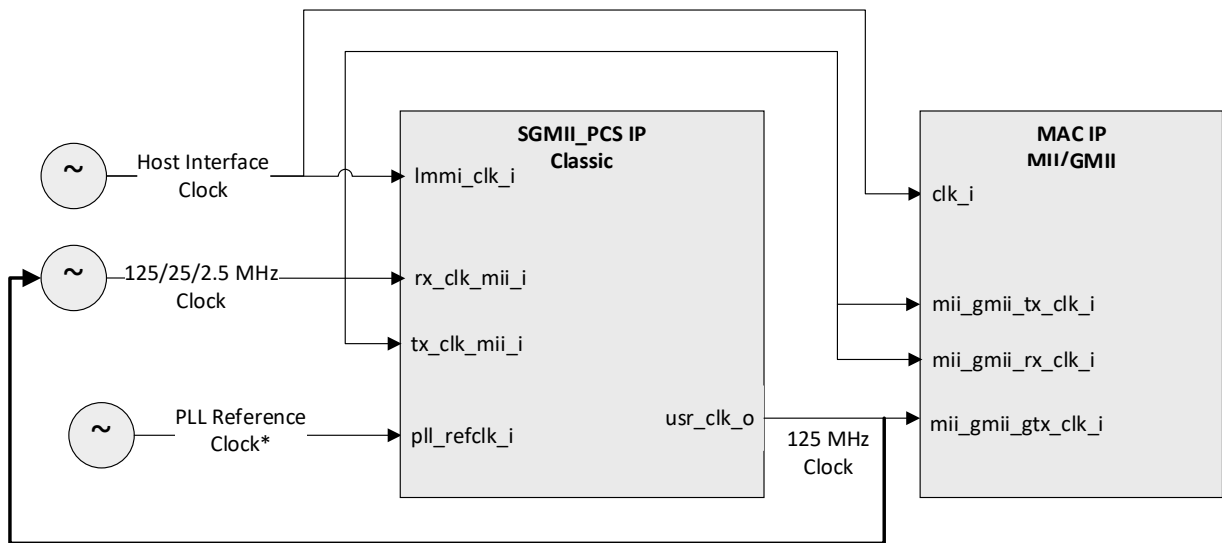 SGMII_PCS IP
Classic
MAC IP
MII/GMII
~
Host Interface
Clock
lmmi_clk_i
clk_i
~
125/25/2.5 MHz
Clock
rx_clk_mii_i
mii_gmii_tx_clk_i
tx_clk_mii_i
mii_gmii_rx_clk_i
~
PLL Reference
Clock*
pll_refclk_i
usr_clk_o
125 MHz
Clock
mii_gmii_gtx_clk_i